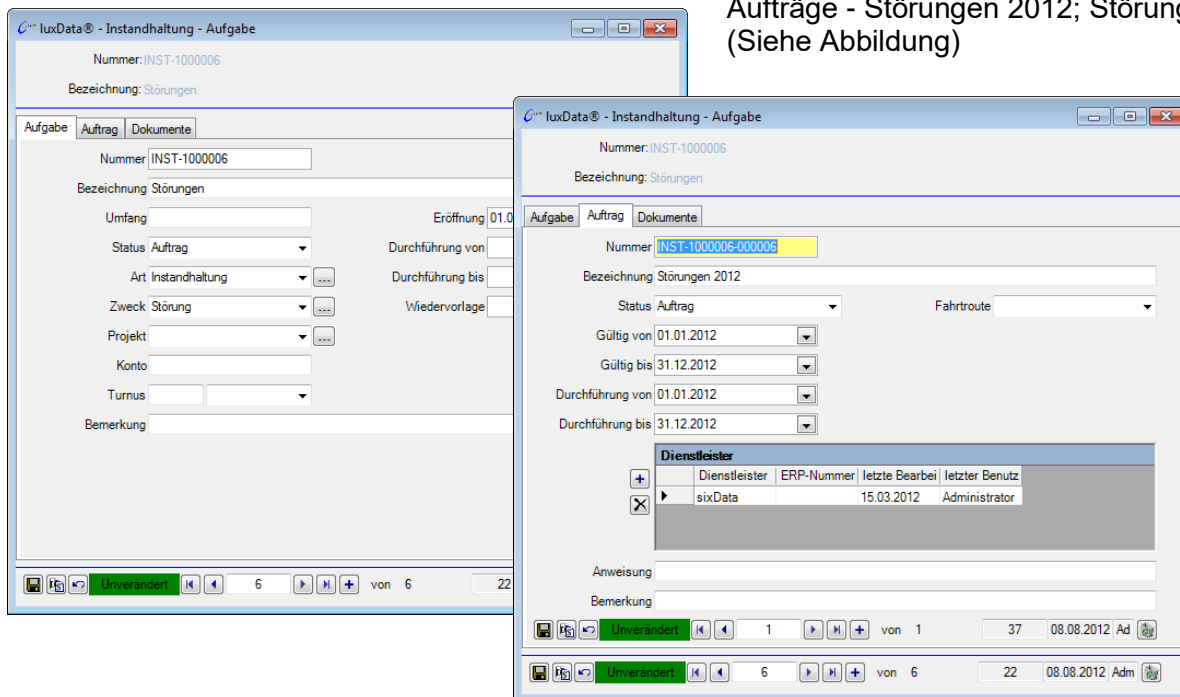 Aufträge - Störungen 2012; Störung
(Siehe Abbildung)
luxData® - Instandhaltung - Aufgabe
Nummer: INST-1000006
Bezeichnung: Störungen
Aufgabe Auftrag Dokumente
Nummer INST-1000006
Bezeichnung Störungen
Umfang Eröffnung 01.0
Status Auftrag Durchführung von
Art Instandhaltung ... Durchführung bis
Zweck Störung ... Wiedervorlage
Projekt ...
Konto
Turnus
Bemerkung
Unverändert 6 von 6 22
luxData® - Instandhaltung - Aufgabe
Nummer: INST-1000006
Bezeichnung: Störungen
Aufgabe Auftrag Dokumente
Nummer INST-1000006-000006
Bezeichnung Störungen 2012
Status Auftrag Fahrtroute
Gültig von 01.01.2012
Gültig bis 31.12.2012
Durchführung von 01.01.2012
Durchführung bis 31.12.2012
Dienstleister
Dienstleister ERP-Nummer letzte Bearbei letzter Benutz
sixData 15.03.2012 Administrator
Anweisung
Bemerkung
Unverändert 1 von 1 37 08.08.2012 Ad
Unverändert 6 von 6 22 08.08.2012 Adm